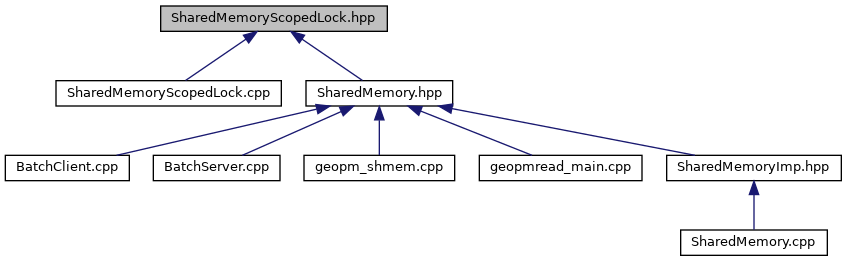 SharedMemoryScopedLock.hpp
SharedMemoryScopedLock.cpp
SharedMemory.hpp
BatchClient.cpp
BatchServer.cpp
geopm_shmem.cpp
geopmread_main.cpp
SharedMemoryImp.hpp
SharedMemory.cpp